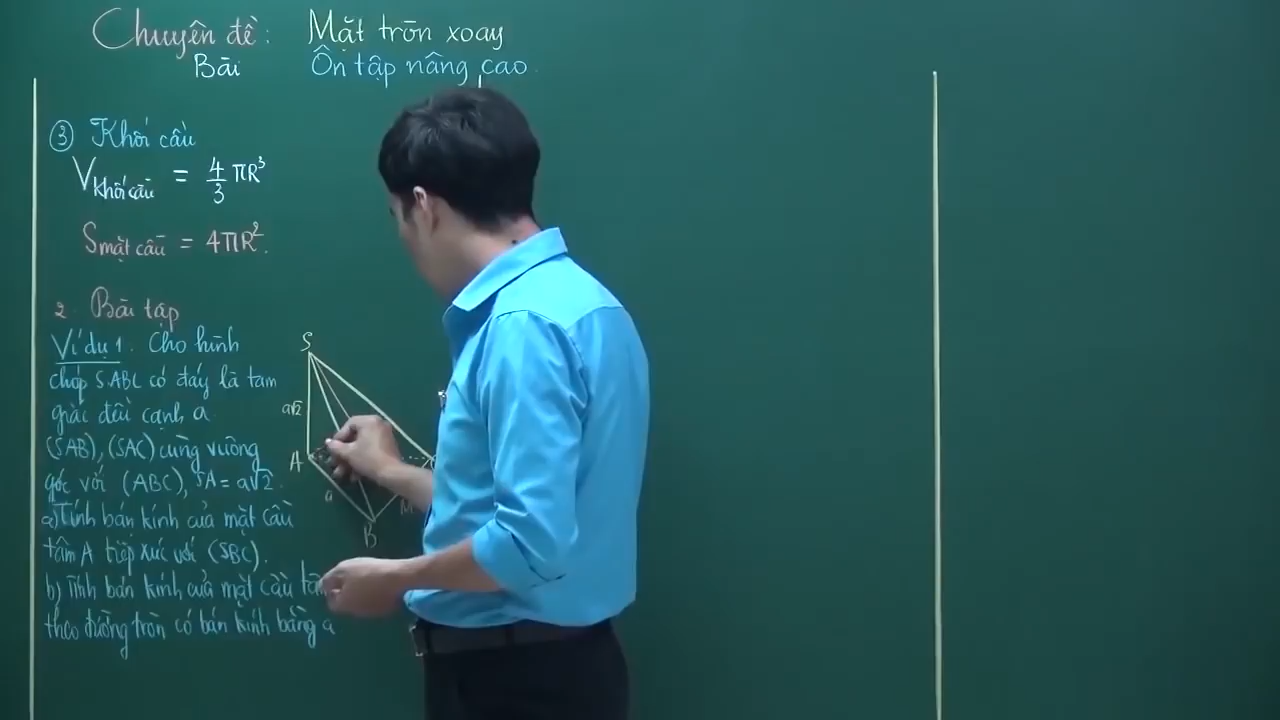 Chuyên đề: Mặt tròn xoay
Bài Ôn tập nâng cao
③ Khối cầu
V khối cầu = 4/3 πR³
S mặt cầu = 4πR².
2. Bài tập
Ví dụ 1. Cho hình
chóp S.ABC có đáy là tam
giác đều cạnh a
(SAB), (SAC) cùng vuông
góc với (ABC), SA = a√2.
a) Tính bán kính của mặt cầu
tâm A tiếp xúc với (SBC).
b) Tính bán kính của mặt cầu
theo đường tròn có bán kính bằng a
S
a√2
A
a
M
B